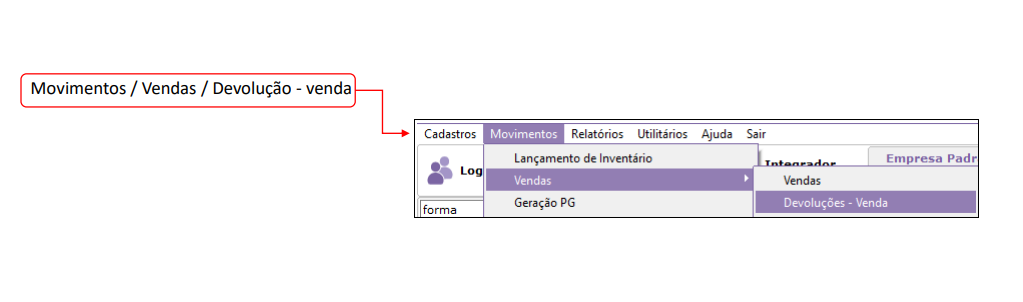 Movimentos / Vendas / Devolução - venda
Cadastros Movimentos Relatórios Utilitários Ajuda Sair
Lançamento de Inventário
Integrador Empresa Padr
Log
Vendas
Vendas
forma
Geração PG
Devoluções - Venda